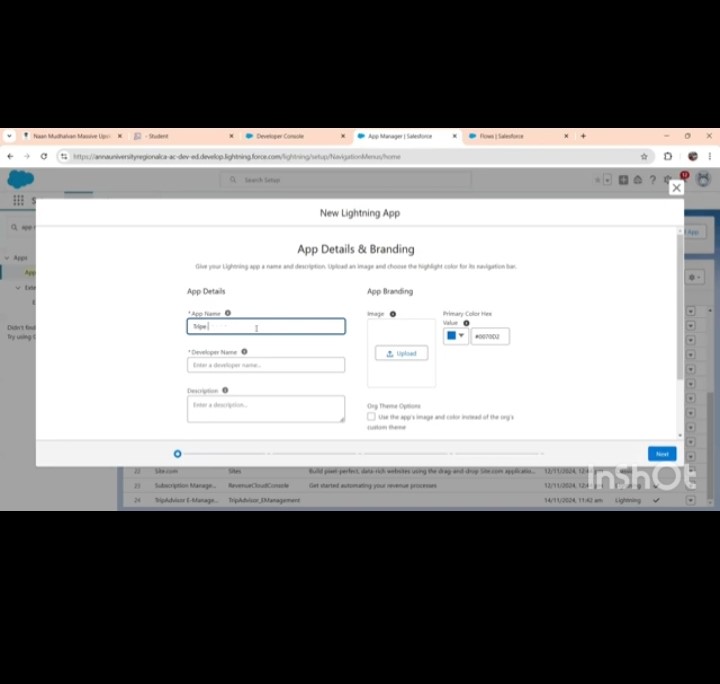 Naan Mudhalvan Massive Upsk
- Student
Developer Console
App Manager | Salesforce
Flows | Salesforce
https://annauniversityregionalca-ac-dev-ed.develop.lightning.force.com/lightning/setup/NavigationMenus/home
Search Setup
New Lightning App
App Details & Branding
Give your Lightning app a name and description. Upload an image and choose the highlight color for its navigation bar.
App Details
App Branding
* App Name
Image
Primary Color Hex
Value
Tripe
Upload
#0070D2
* Developer Name
Enter a developer name...
Description
Enter a description...
Org Theme Options
Use the app's image and color instead of the org's
custom theme
Next
Apps
22 Site.com Sites Build pixel perfect, data-rich websites using the drag-and-drop Site.com applicatio... 12/11/2024,
23 Subscription Manage... RevenueCloudConsole Get started automating your revenue processes 12/11/2024,
24 TripAdvisor E-Manage... TripAdvisor_EManagement 14/11/2024, 11:42 am Lightning
InShOt